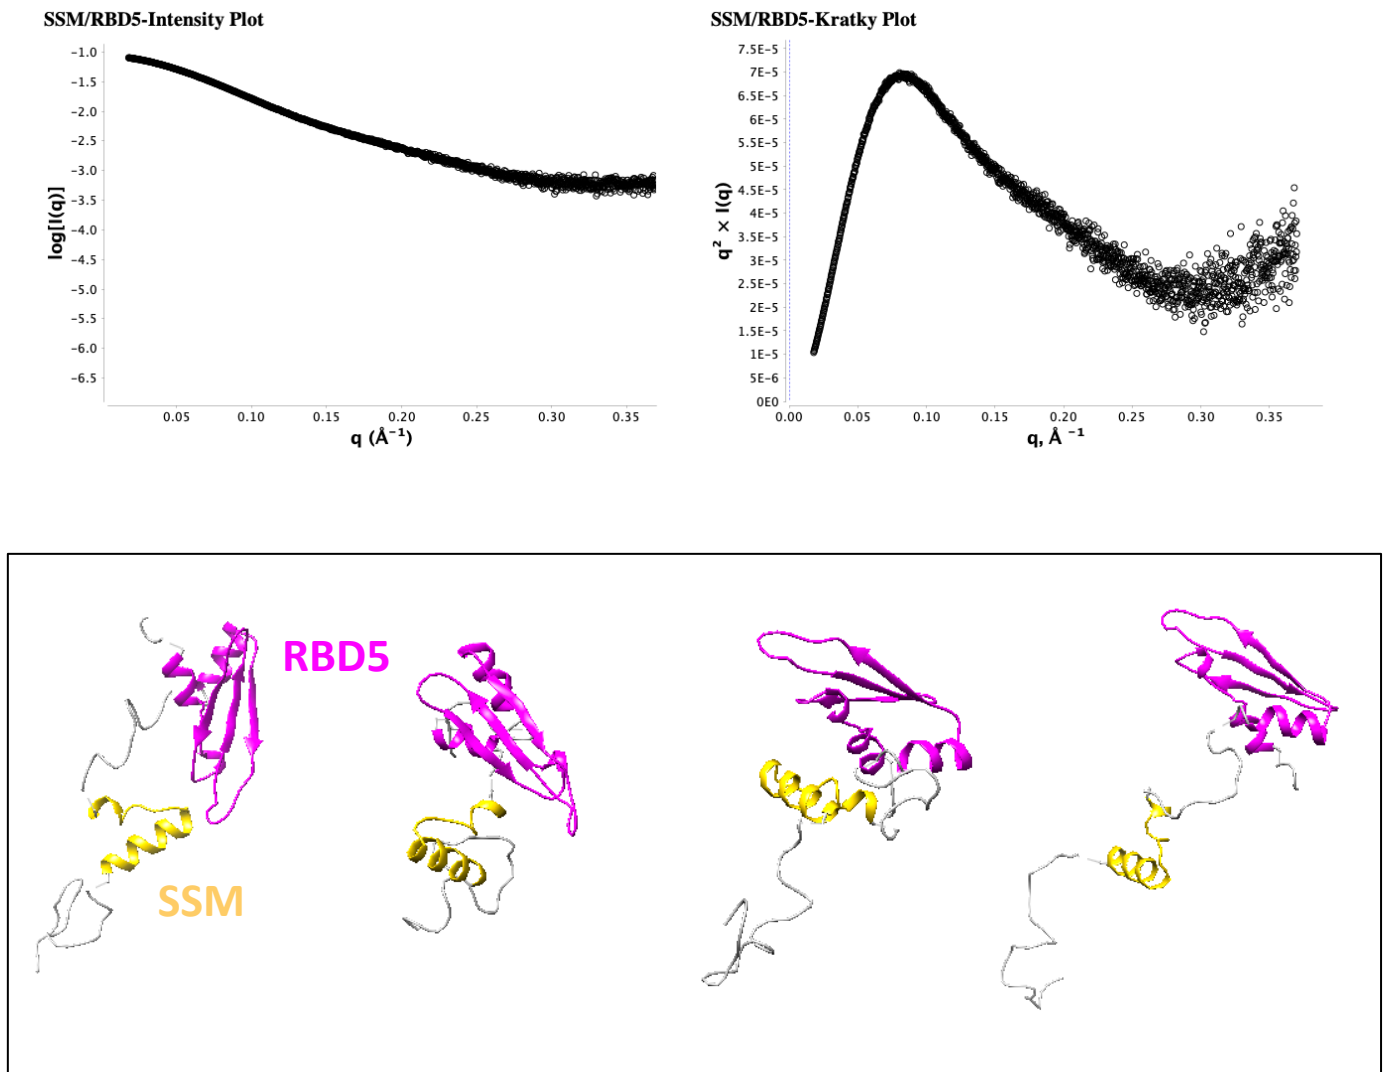 SSM/RBD5-Intensity Plot
-1.0
-1.5
-2.0
-2.5
-3.0
-3.5
-4.0
-4.5
-5.0
-5.5
-6.0
-6.5
log[I(q)]
0.05 0.10 0.15 0.20 0.25 0.30 0.35
q (Å⁻¹)
SSM/RBD5-Kratky Plot
7.5E-5
7E-5
6.5E-5
6E-5
5.5E-5
5E-5
4.5E-5
4E-5
3.5E-5
3E-5
2.5E-5
2E-5
1.5E-5
1E-5
5E-6
0E0
q² × I(q)
0.00 0.05 0.10 0.15 0.20 0.25 0.30 0.35
q, Å ⁻¹
RBD5
SSM